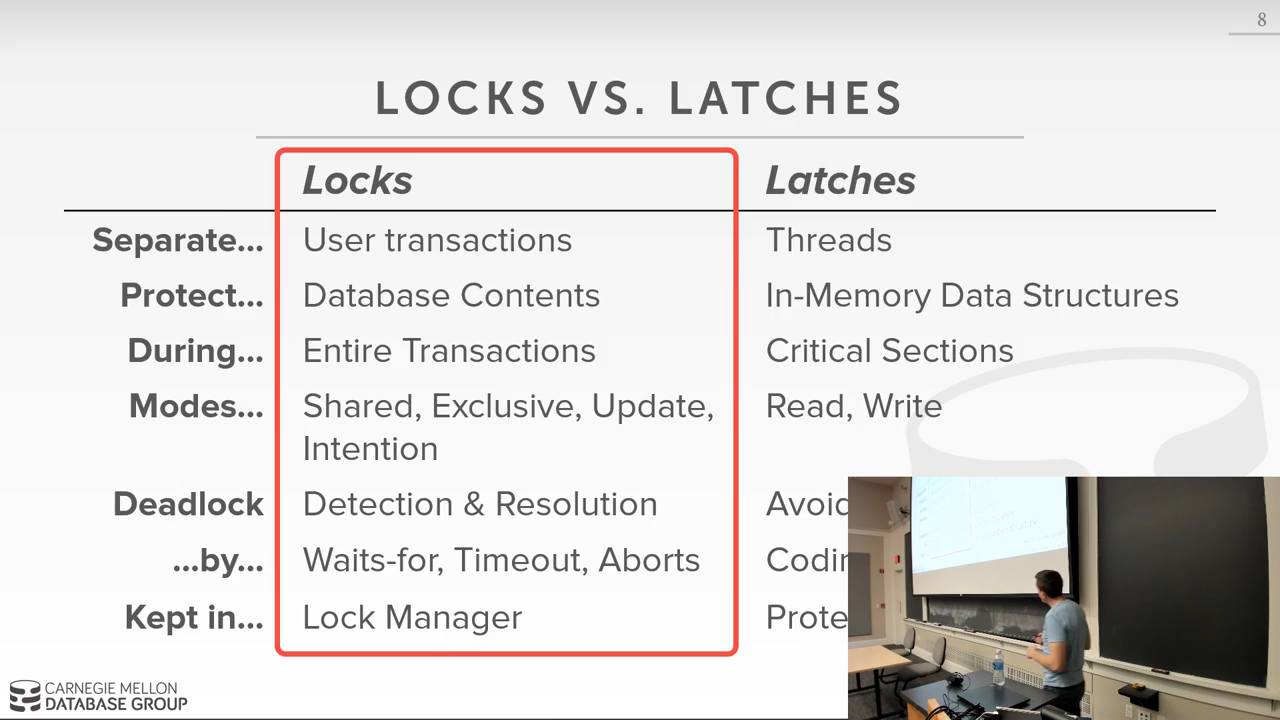 8
LOCKS VS. LATCHES
Locks Latches
Separate... User transactions Threads
Protect... Database Contents In-Memory Data Structures
During... Entire Transactions Critical Sections
Modes... Shared, Exclusive, Update, Read, Write
Intention
Deadlock Detection & Resolution
...by... Waits-for, Timeout, Aborts
Kept in... Lock Manager
CARNEGIE MELLON
DATABASE GROUP